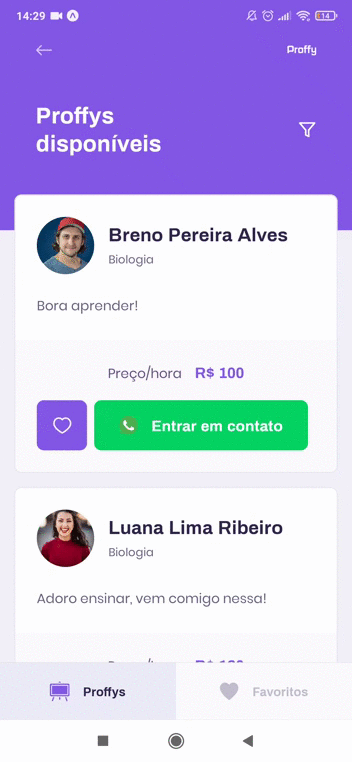 14:29
14
Proffy
Proffys
disponíveis
Breno Pereira Alves
Biologia
Bora aprender!
Preço/hora R$ 100
Entrar em contato
Luana Lima Ribeiro
Biologia
Adoro ensinar, vem comigo nessa!
Proffys
Favoritos